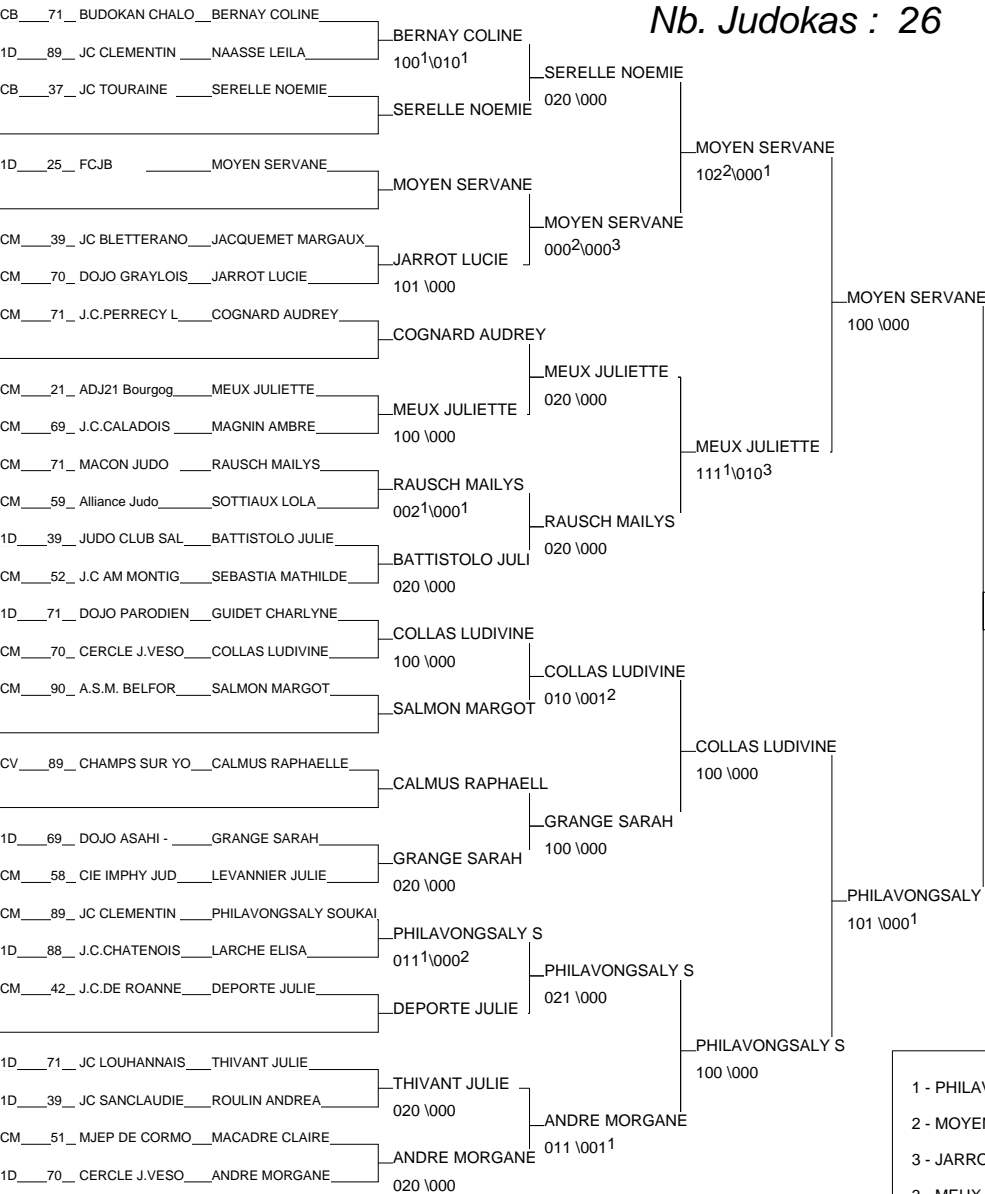 Nb. Judokas : 26
CB 71 BUDOKAN CHALO BERNAY COLINE
1D 89 JC CLEMENTIN NAASSE LEILA
CB 37 JC TOURAINE SERELLE NOEMIE
1D 25 FCJB MOYEN SERVANE
CM 39 JC BLETTERANO JACQUEMET MARGAUX
CM 70 DOJO GRAYLOIS JARROT LUCIE
CM 71 J.C.PERRECY L COGNARD AUDREY
CM 21 ADJ21 Bourgog MEUX JULIETTE
CM 69 J.C.CALADOIS MAGNIN AMBRE
CM 71 MACON JUDO RAUSCH MAILYS
CM 59 Alliance Judo SOTTIAUX LOLA
1D 39 JUDO CLUB SAL BATTISTOLO JULIE
CM 52 J.C AM MONTIG SEBASTIA MATHILDE
1D 71 DOJO PARODIEN GUIDET CHARLYNE
CM 70 CERCLE J.VESO COLLAS LUDIVINE
CM 90 A.S.M. BELFOR SALMON MARGOT
CV 89 CHAMPS SUR YO CALMUS RAPHAELLE
1D 69 DOJO ASAHI - GRANGE SARAH
CM 58 CIE IMPHY JUD LEVANNIER JULIE
CM 89 JC CLEMENTIN PHILAVONGSALY SOUKAI
1D 88 J.C.CHATENOIS LARCHE ELISA
CM 42 J.C.DE ROANNE DEPORTE JULIE
1D 71 JC LOUHANNAIS THIVANT JULIE
1D 39 JC SANCLAUDIE ROULIN ANDREA
CM 51 MJEP DE CORMO MACADRE CLAIRE
1D 70 CERCLE J.VESO ANDRE MORGANE
BERNAY COLINE
100¹\010¹
SERELLE NOEMIE
MOYEN SERVANE
JARROT LUCIE
101 \000
COGNARD AUDREY
MEUX JULIETTE
100 \000
RAUSCH MAILYS
002¹\000¹
BATTISTOLO JULI
020 \000
COLLAS LUDIVINE
100 \000
SALMON MARGOT
CALMUS RAPHAELL
GRANGE SARAH
020 \000
PHILAVONGSALY S
011¹\000²
DEPORTE JULIE
THIVANT JULIE
020 \000
ANDRE MORGANE
020 \000
SERELLE NOEMIE
020 \000
MOYEN SERVANE
000²\000³
MEUX JULIETTE
020 \000
RAUSCH MAILYS
020 \000
COLLAS LUDIVINE
010 \001²
GRANGE SARAH
100 \000
PHILAVONGSALY S
021 \000
ANDRE MORGANE
011 \001¹
MOYEN SERVANE
102²\000¹
MEUX JULIETTE
111¹\010³
COLLAS LUDIVINE
100 \000
PHILAVONGSALY S
100 \000
MOYEN SERVANE
100 \000
PHILAVONGSALY
101 \000¹
1 - PHILAV
2 - MOYEN
3 - JARRO